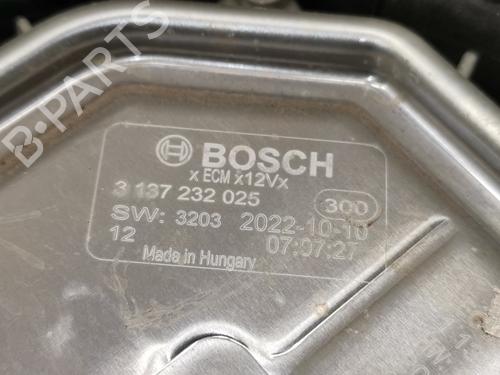 BOSCH
x ECM x12Vx
3 137 232 025 300
SW: 3203 2022-10-10
12 07:07:27
Made in Hungary
B-PARTS